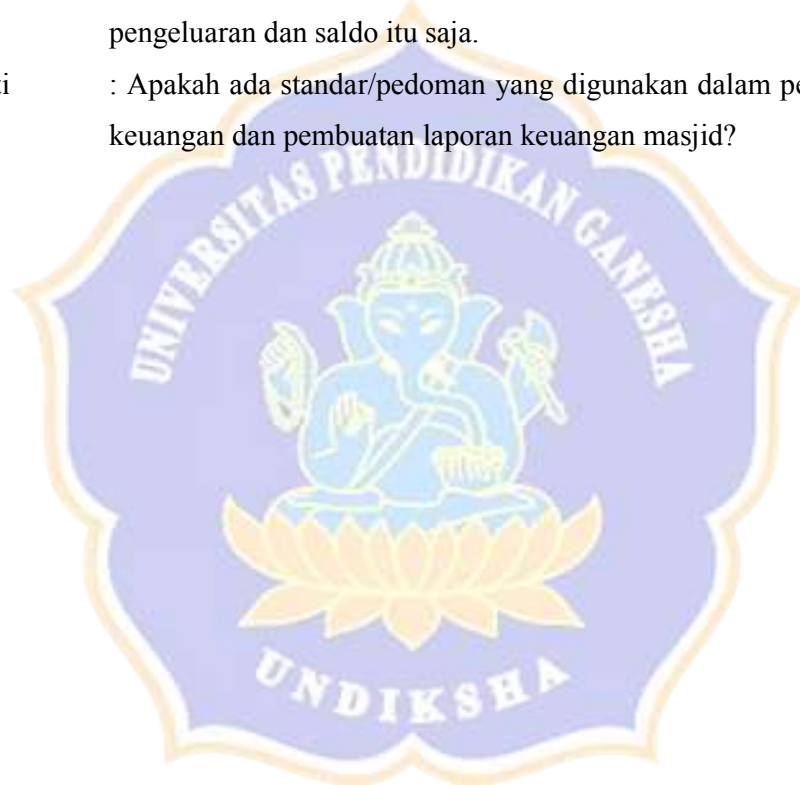 pengeluaran dan saldo itu saja.
ti : Apakah ada standar/pedoman yang digunakan dalam pe
keuangan dan pembuatan laporan keuangan masjid?
UNIVERSITAS PENDIDIKAN GANESHA
UNDIKSHA